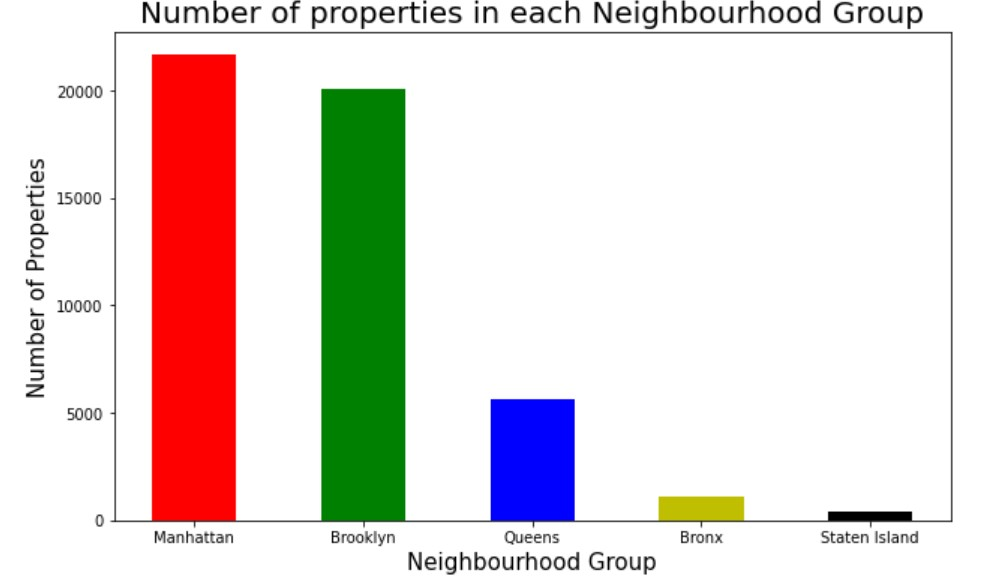 Number of properties in each Neighbourhood Group
Number of Properties
20000
15000
10000
5000
0
Manhattan Brooklyn Queens Bronx Staten Island
Neighbourhood Group